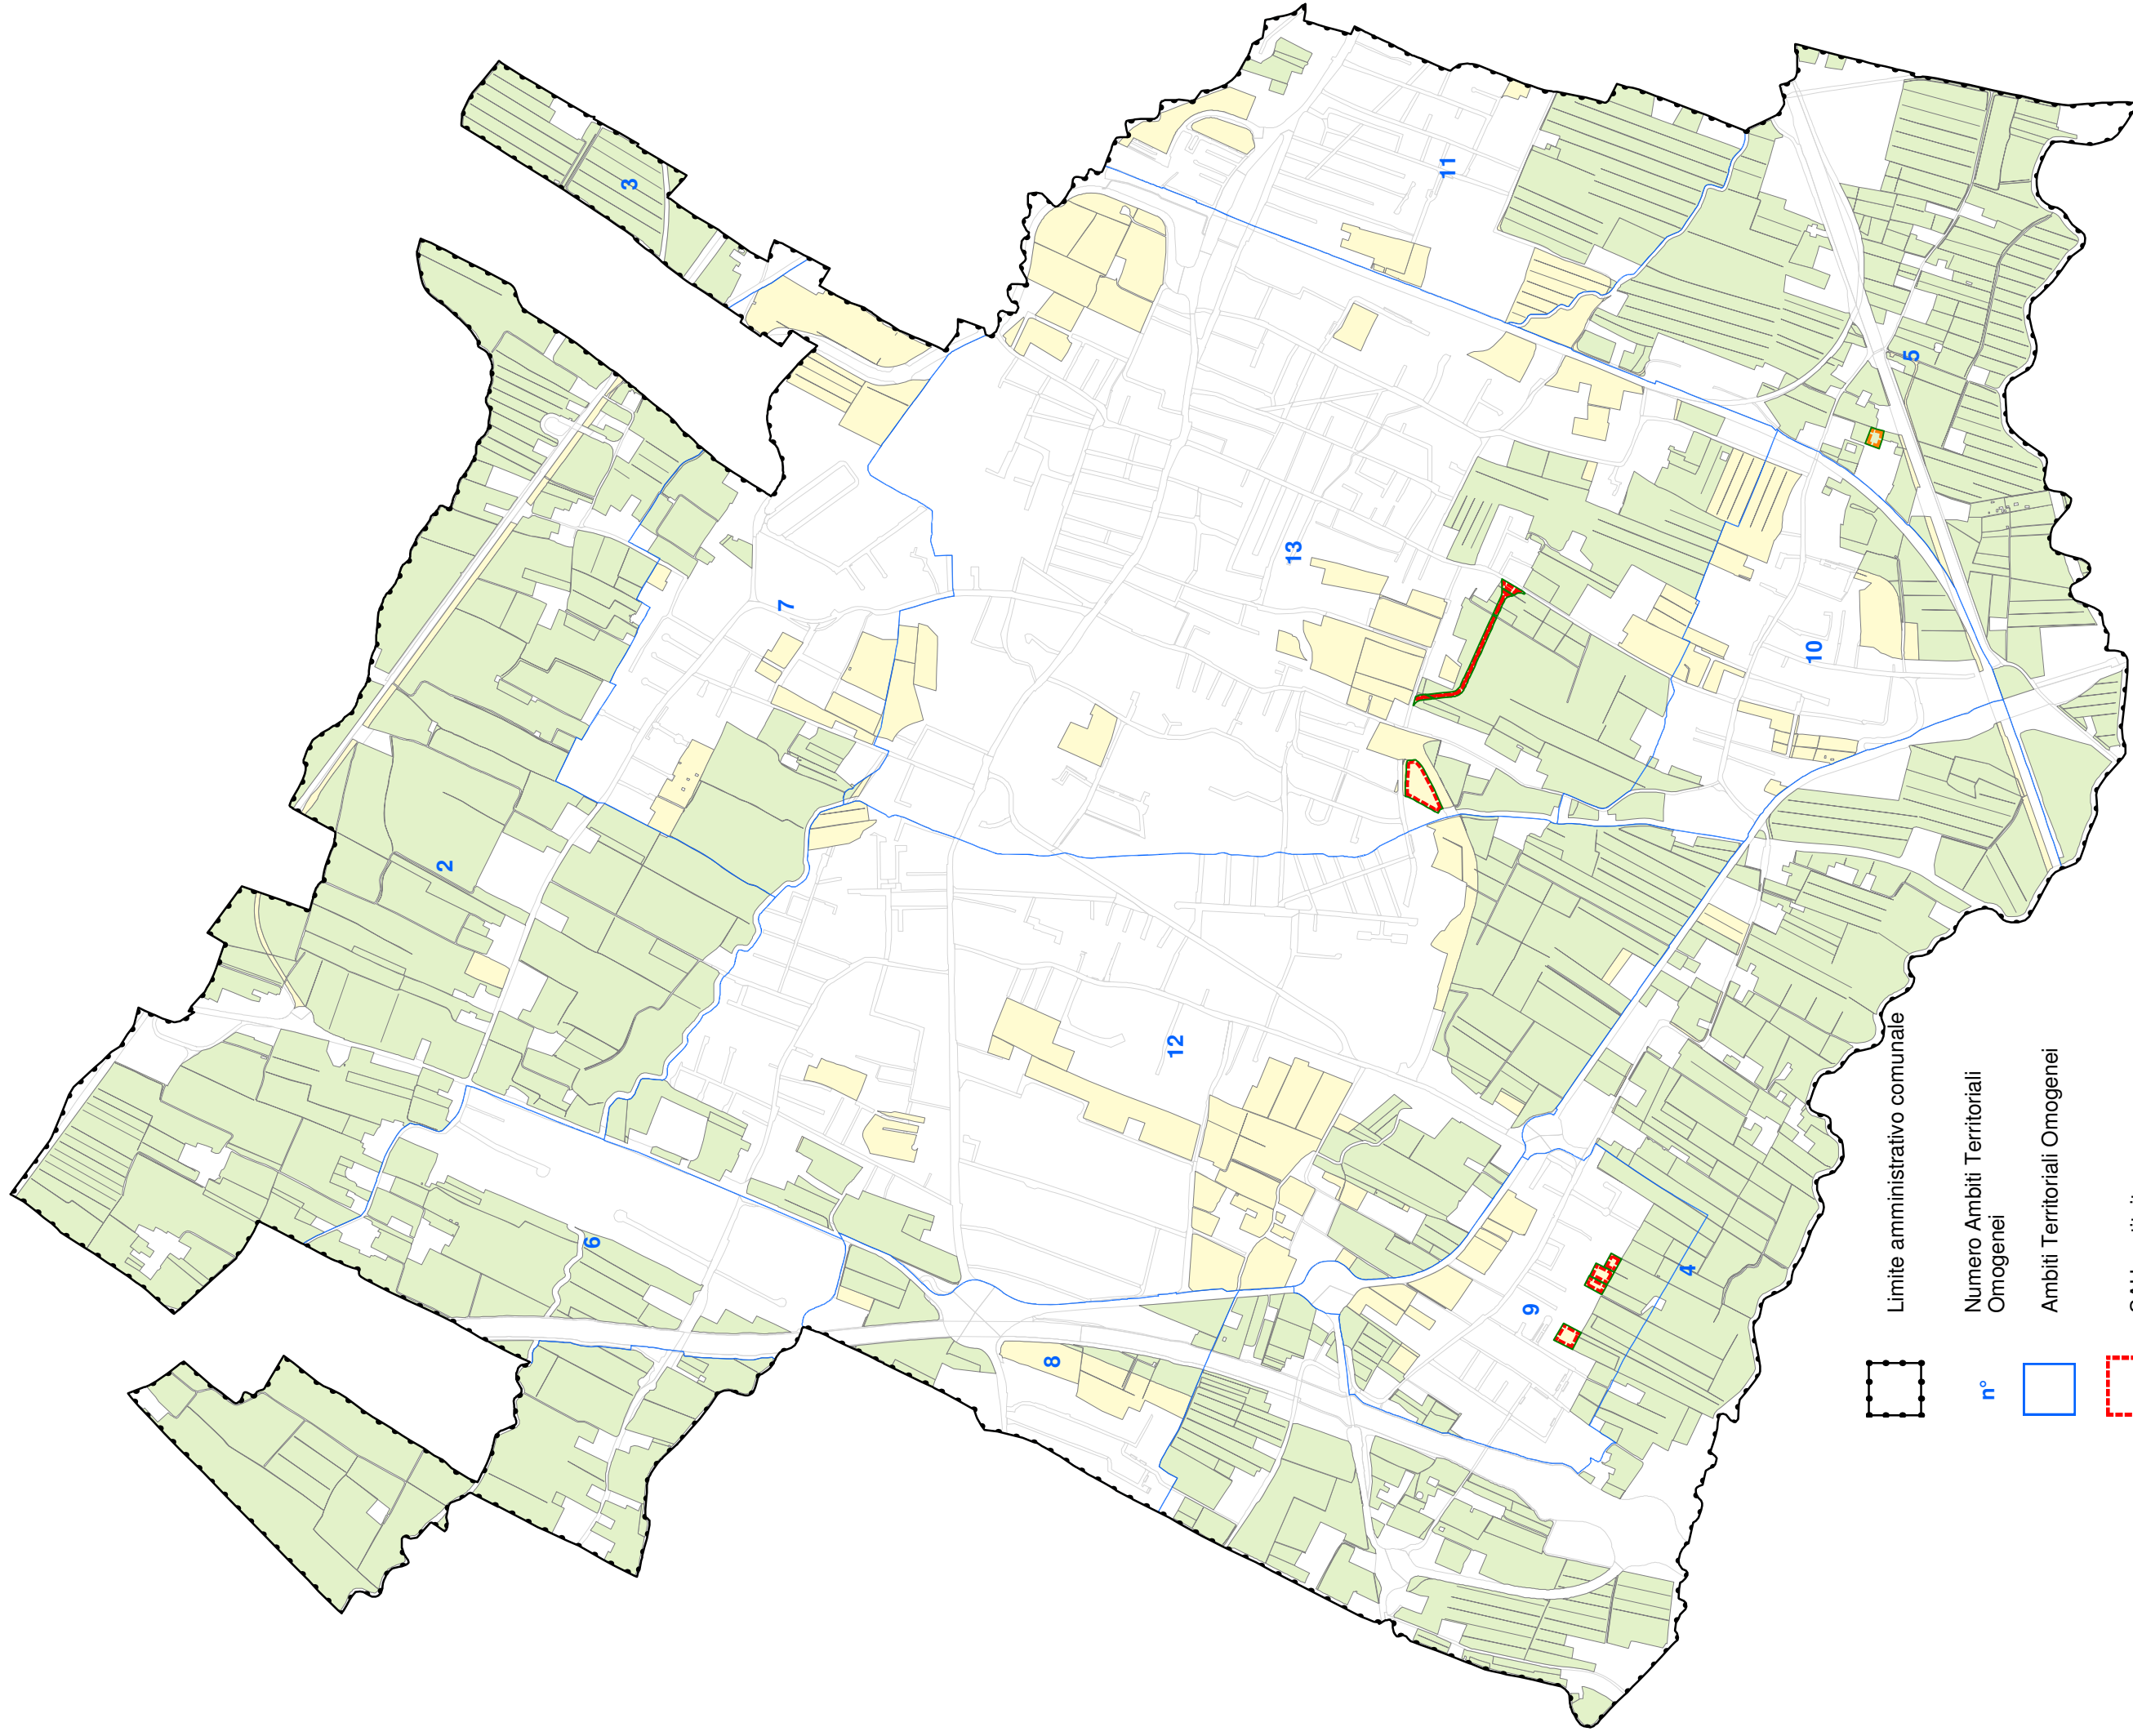 3
11
5
2
7
13
10
12
6
8
9
4
Limite amministrativo comunale
n°
Numero Ambiti Territoriali
Omogenei
Ambiti Territoriali Omogenei